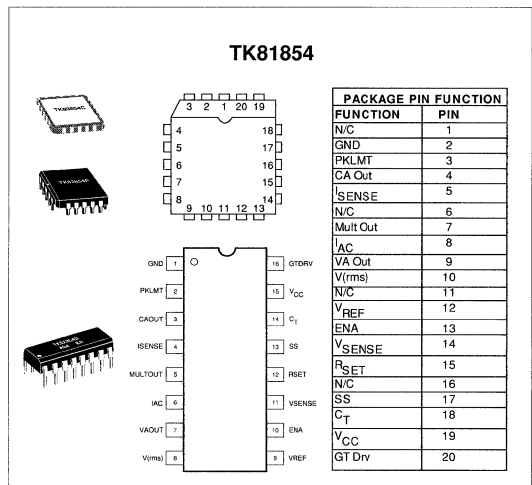 TK81854
TK83854C
TK83854P
3 2 1 20 19
4 18
5 17
6 16
7 15
8 14
9 10 11 12 13
GND 1 16 GTDRV
PKLMT 2 15 VCC
CAOUT 3 14 CT
ISENSE 4 13 SS
MULTOUT 5 12 RSET
IAC 6 11 VSENSE
VAOUT 7 10 ENA
V(rms) 8 9 VREF
PACKAGE PIN FUNCTION
FUNCTION PIN
N/C 1
GND 2
PKLMT 3
CA Out 4
ISENSE 5
N/C 6
Mult Out 7
IAC 8
VA Out 9
V(rms) 10
N/C 11
VREF 12
ENA 13
VSENSE 14
RSET 15
N/C 16
SS 17
CT 18
VCC 19
GT Drv 20